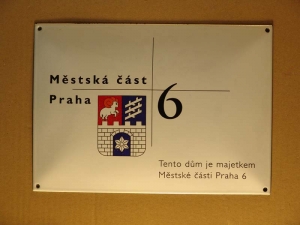 Městská část
Praha 6
Tento dům je majetkem
Městské části Praha 6